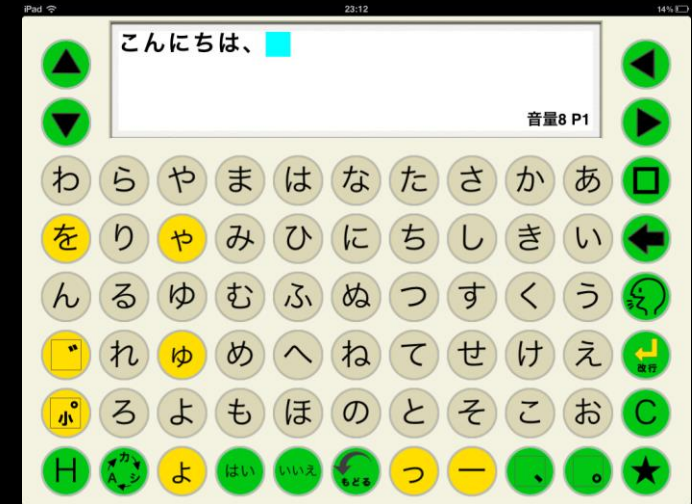 iPad 23:12 14%
こんにちは、
音量8 P1
わ ら や ま は な た さ か あ
を り ゃ み ひ に ち し き い
ん る ゆ む ふ ぬ つ す く う
゛ れ ゅ め へ ね て せ け え 改行
小 ゜ ろ よ も ほ の と そ こ お C
H カ A シ ょ はい いいえ もどる っ ー 、 。 ★